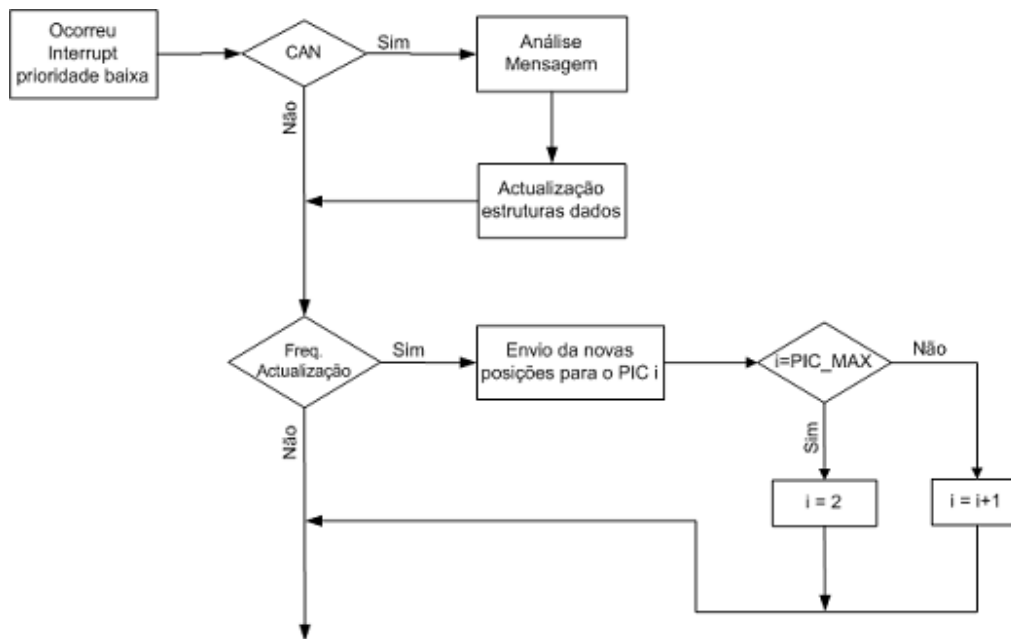 Ocorreu
Interrupt
prioridade baixa
CAN
Sim
Análise
Mensagem
Não
Actualização
estruturas dados
Freq.
Actualização
Sim
Envio da novas
posições para o PIC i
i=PIC_MAX
Não
Não
Sim
i = 2
i = i+1